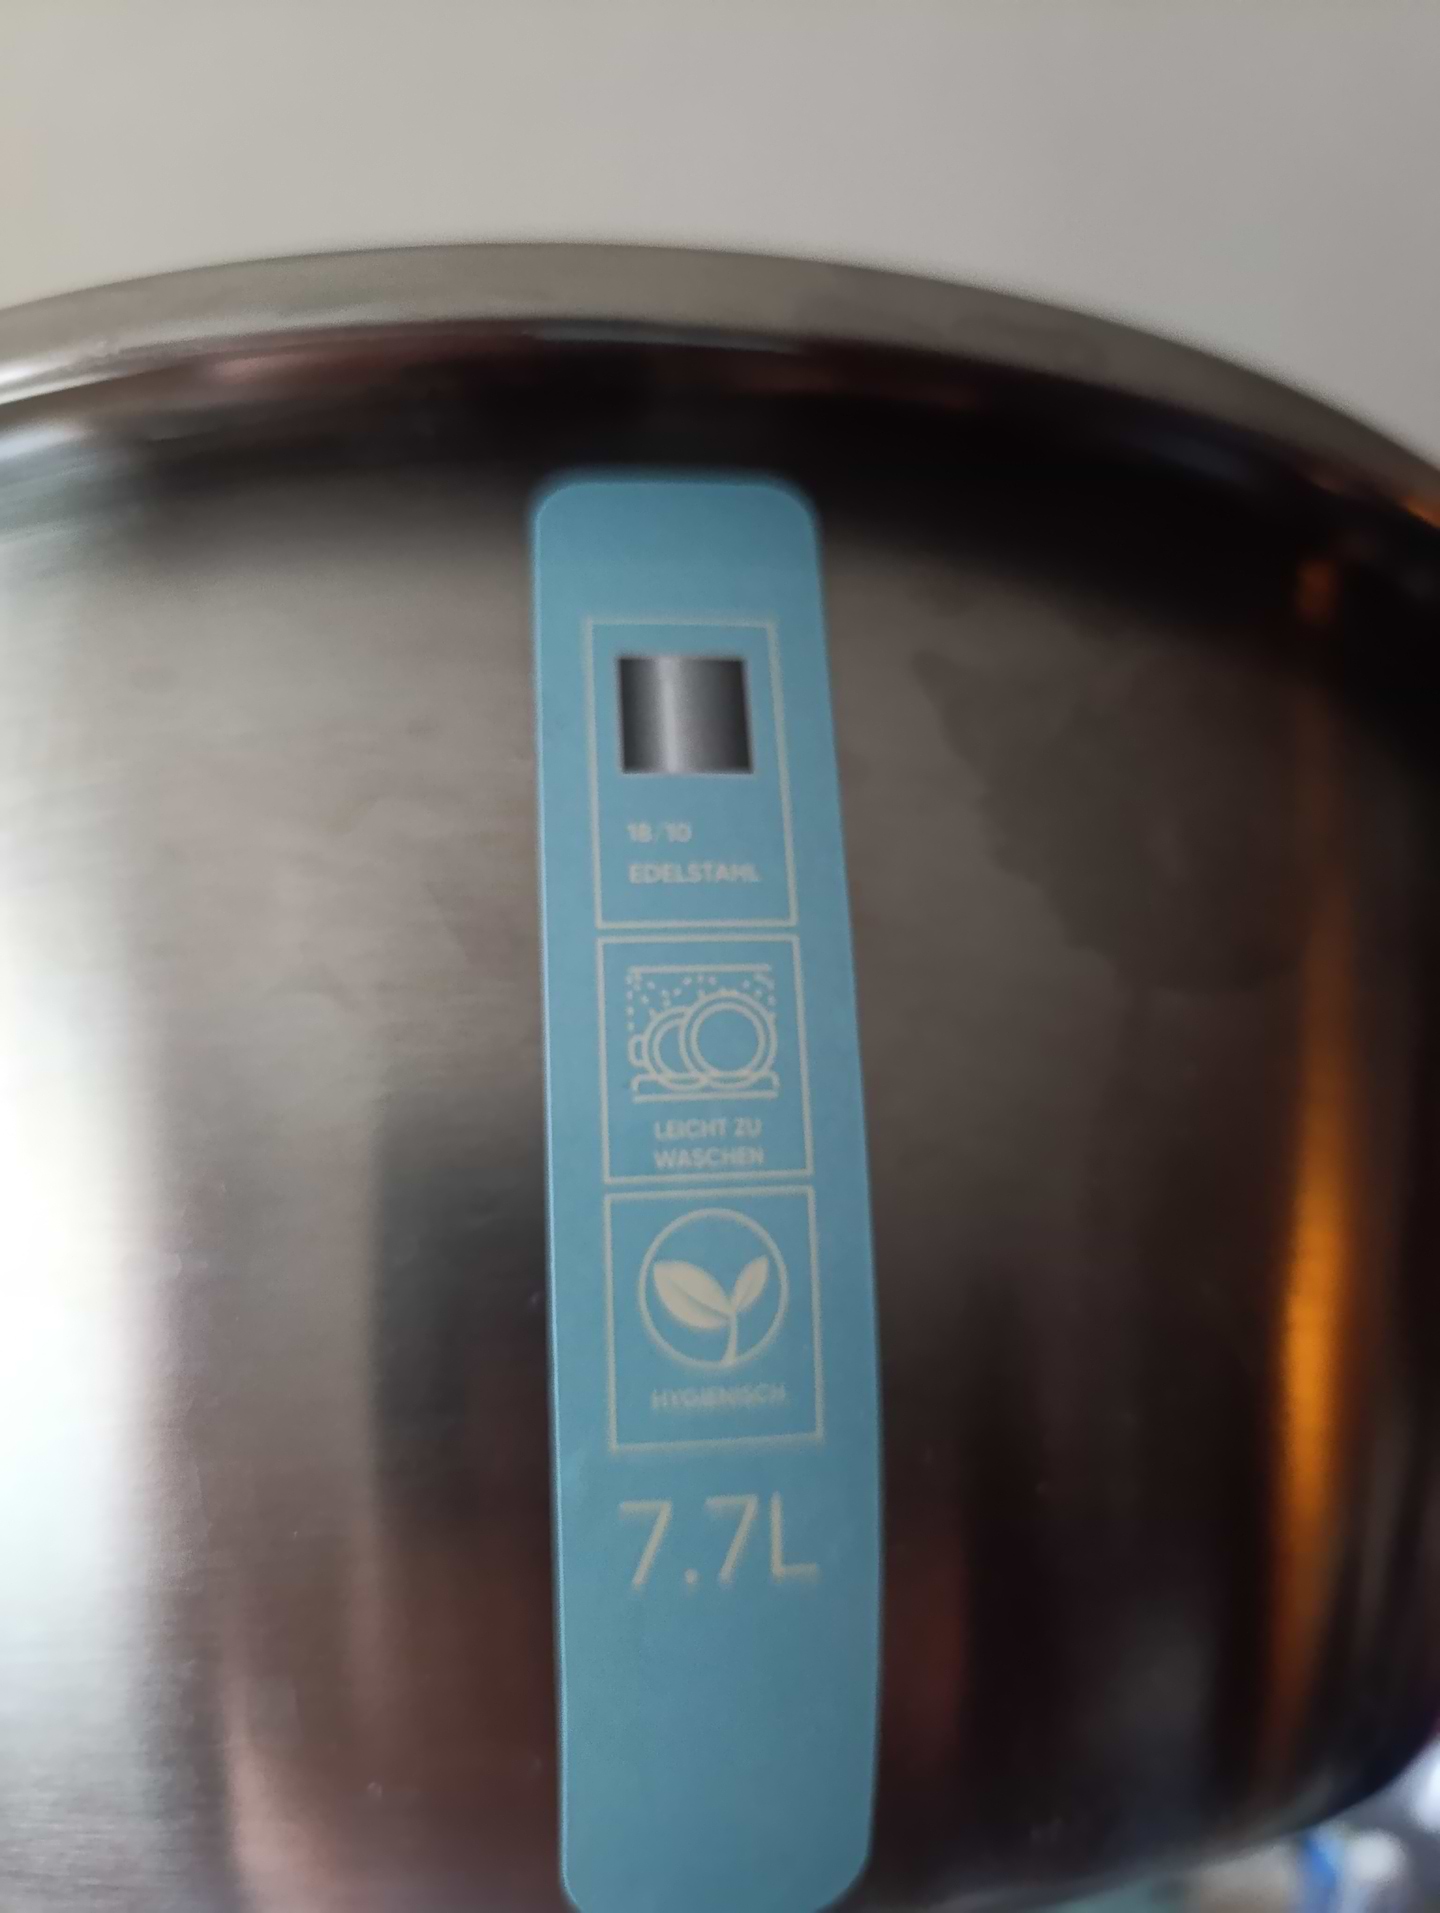 18/10
EDELSTAHL
LEICHT ZU
WASCHEN
HYGIENISCH
7.7L